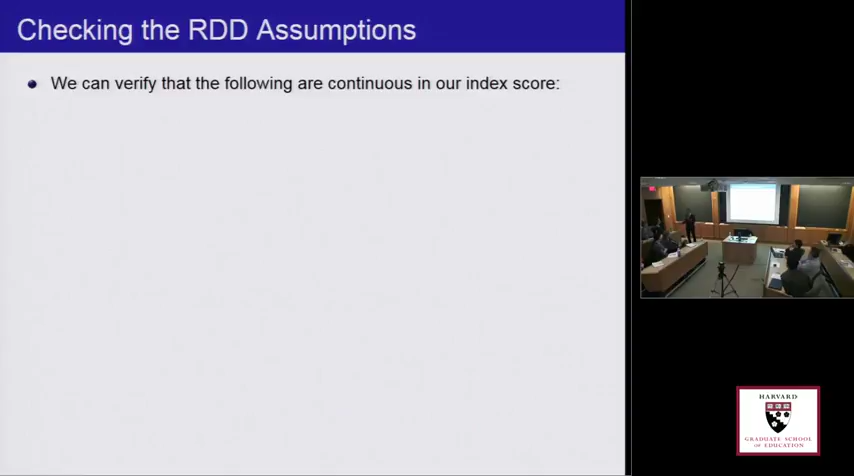 Checking the RDD Assumptions
We can verify that the following are continuous in our index score:
HARVARD
GRADUATE SCHOOL
OF EDUCATION